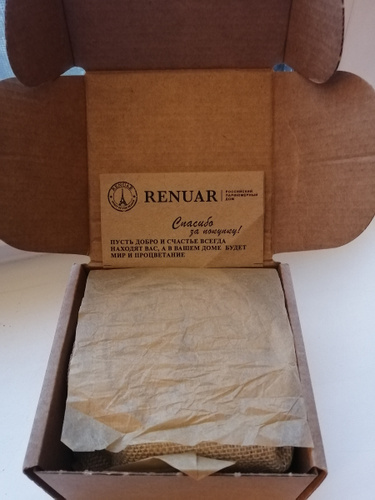 RENUAR
RENUAR
РОССИЙСКИЙ
ПАРФЮМЕРНЫЙ
ДОМ
Спасибо
за покупку!
ПУСТЬ ДОБРО И СЧАСТЬЕ ВСЕГДА
НАХОДЯТ ВАС, А В ВАШЕМ ДОМЕ БУДЕТ
МИР И ПРОЦВЕТАНИЕ